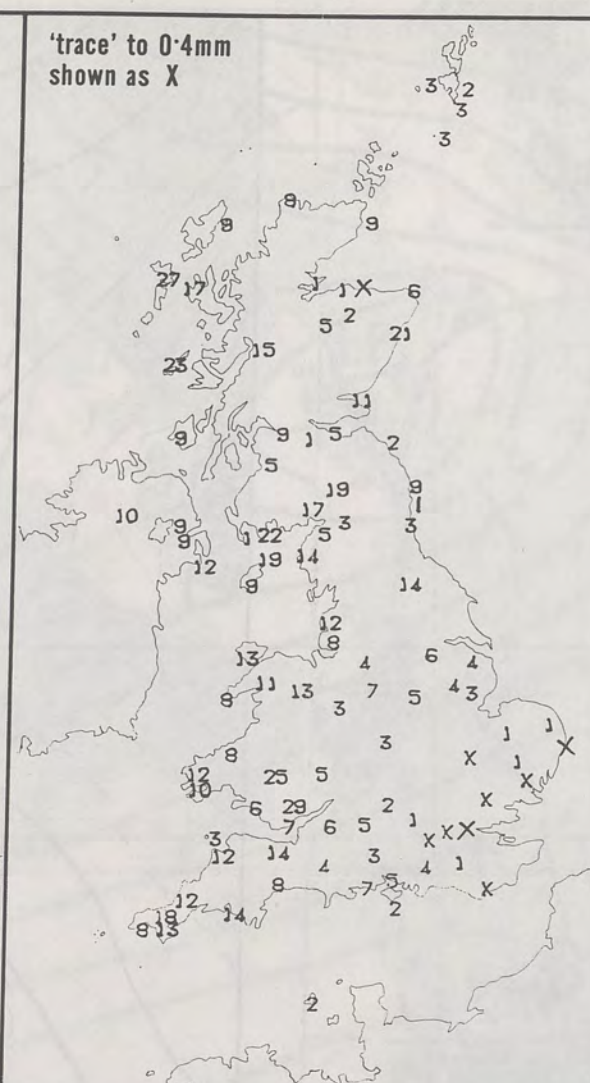 'trace' to 0·4mm
shown as X
3 2
3
3
8
9 9
27 17 1 1 X 6
5 2
21
15
23
11
9 9 1 5 2
5
19 9
17 1
10 9 3 3
9 1 22 5
12 19 14
9 14
12
8
13 4 6 4
11 13 7 4 3
8 3 5
1 1
3 X
8 X 1
12 25 5 X
10 X
6 29 2
7 6 5 1 X X
3 X
12 14 3 1
4 4
8 5 X
7
12 2
18 14
8 13
2